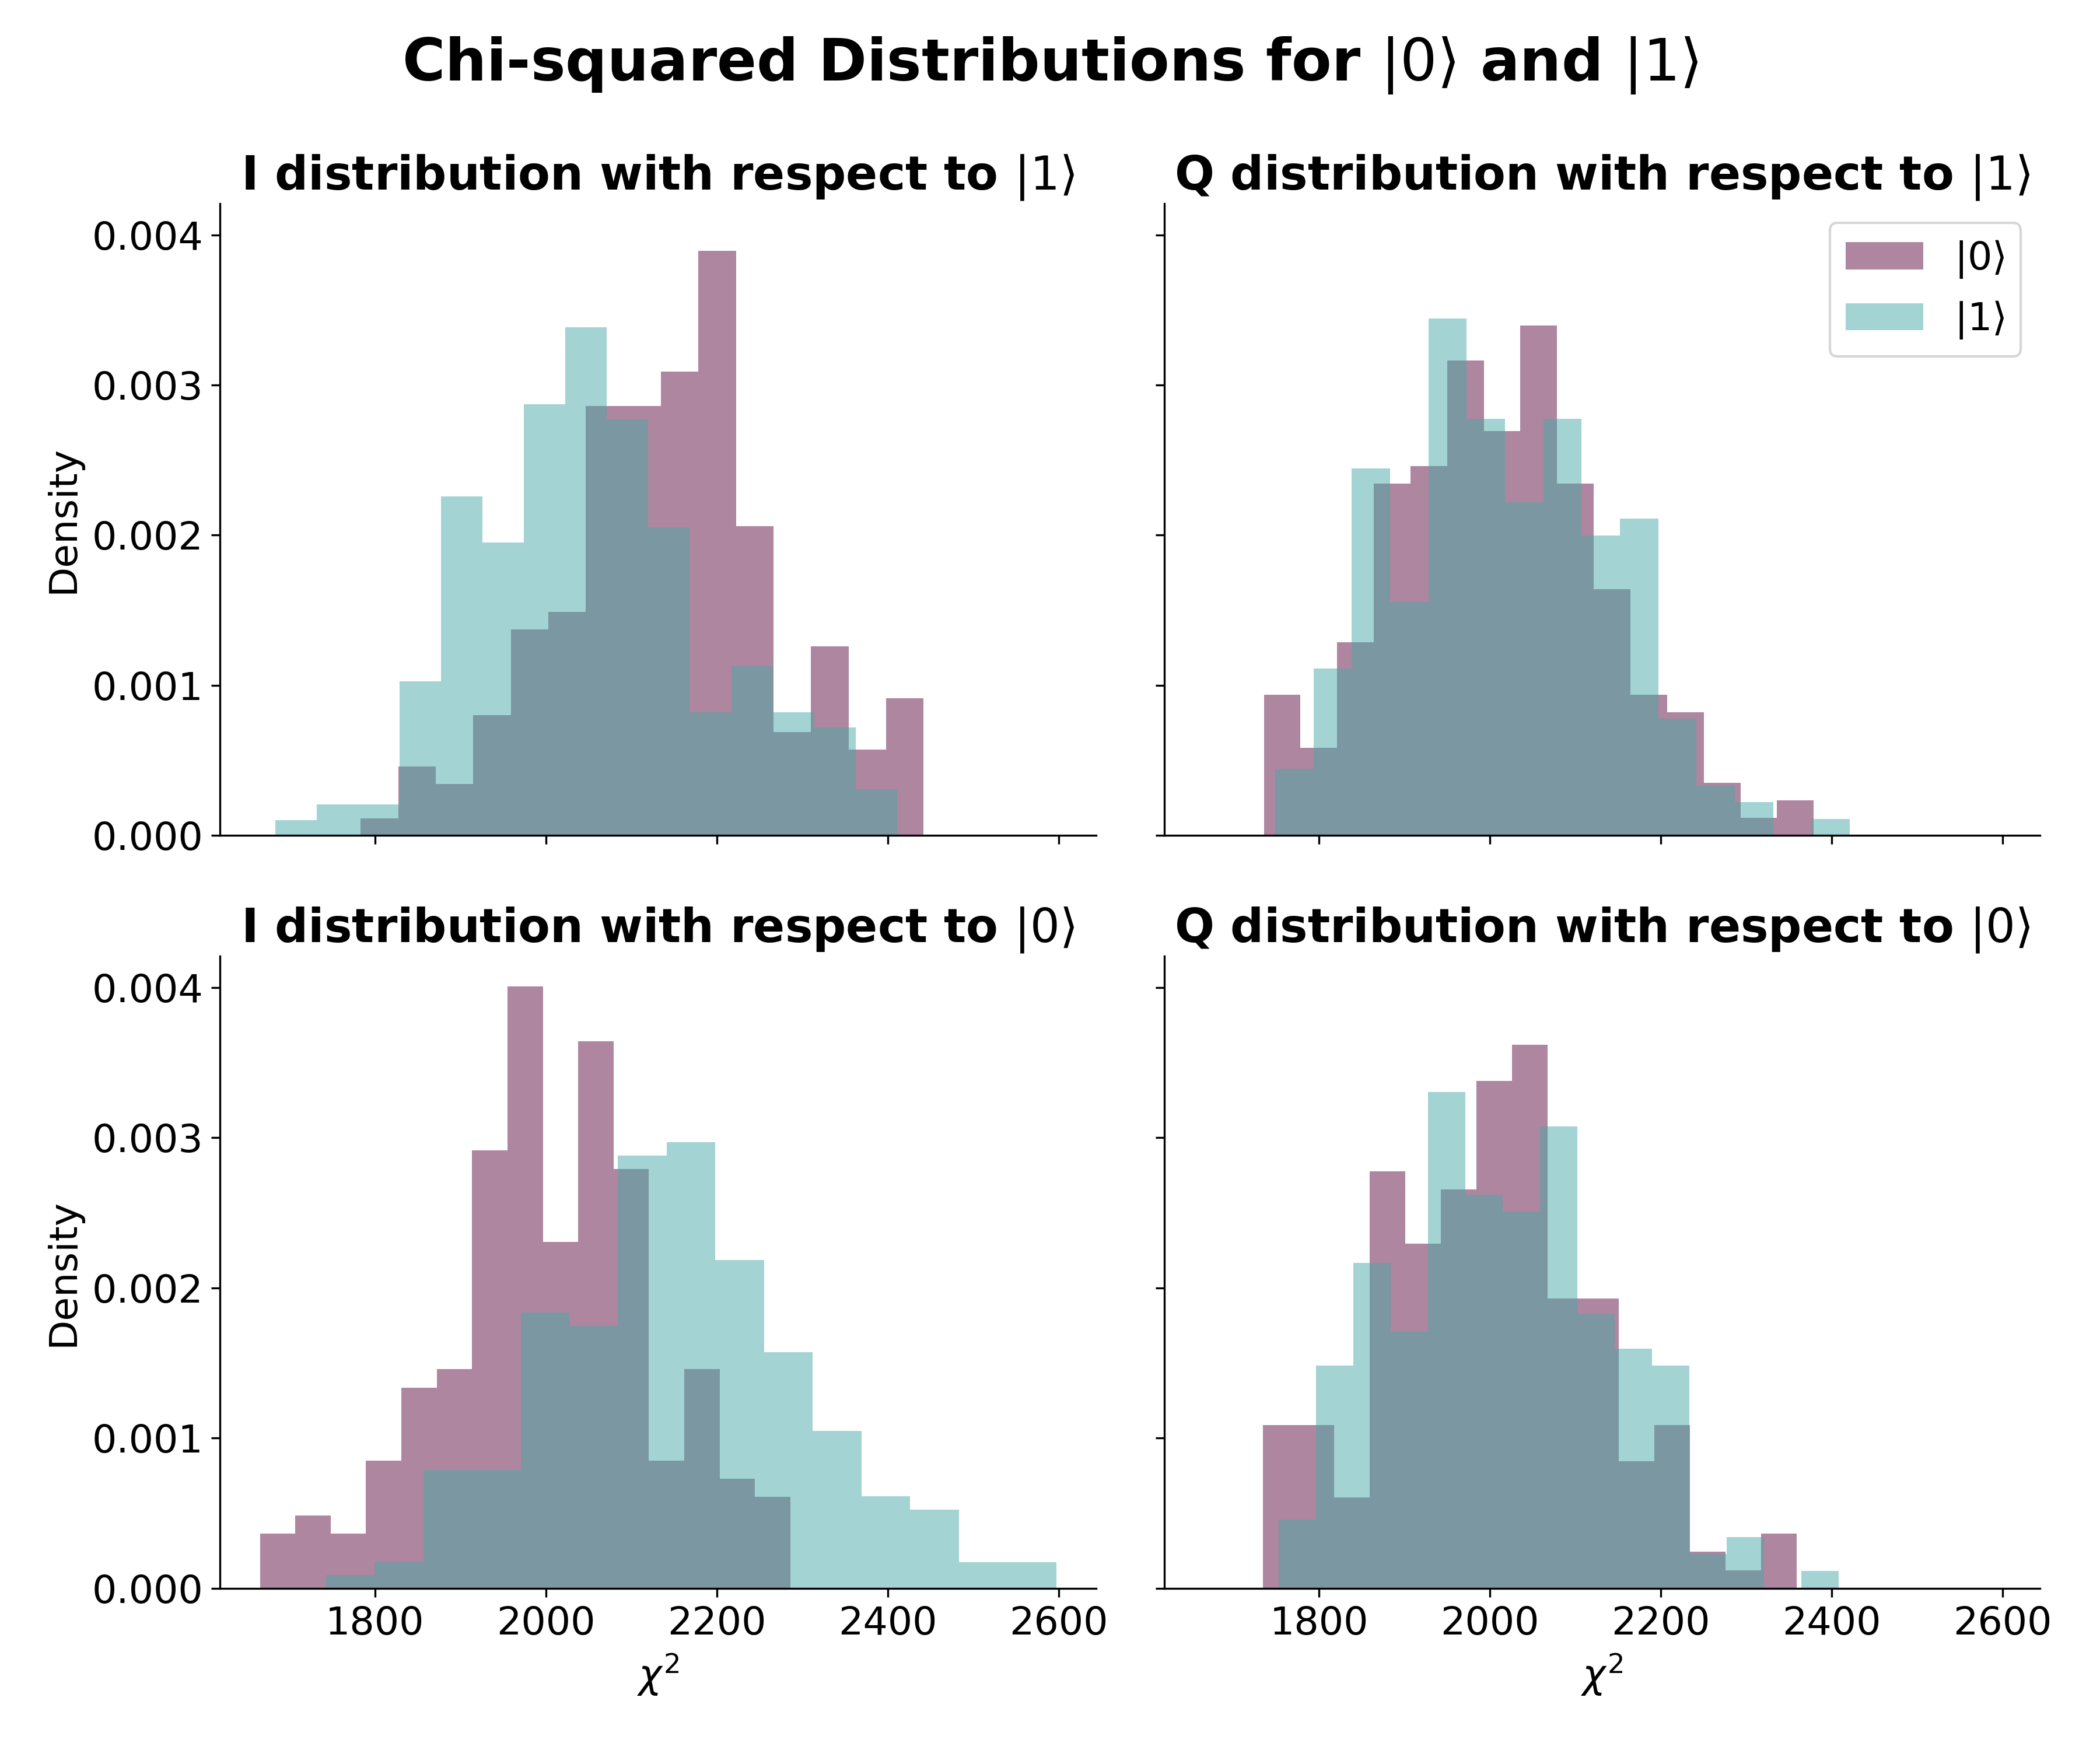 Chi-squared Distributions for |0⟩ and |1⟩
I distribution with respect to |1⟩
Q distribution with respect to |1⟩
0.004
0.003
0.002
0.001
0.000
Density
|0⟩
|1⟩
I distribution with respect to |0⟩
Q distribution with respect to |0⟩
0.004
0.003
0.002
0.001
0.000
Density
1800 2000 2200 2400 2600
1800 2000 2200 2400 2600
χ²
χ²